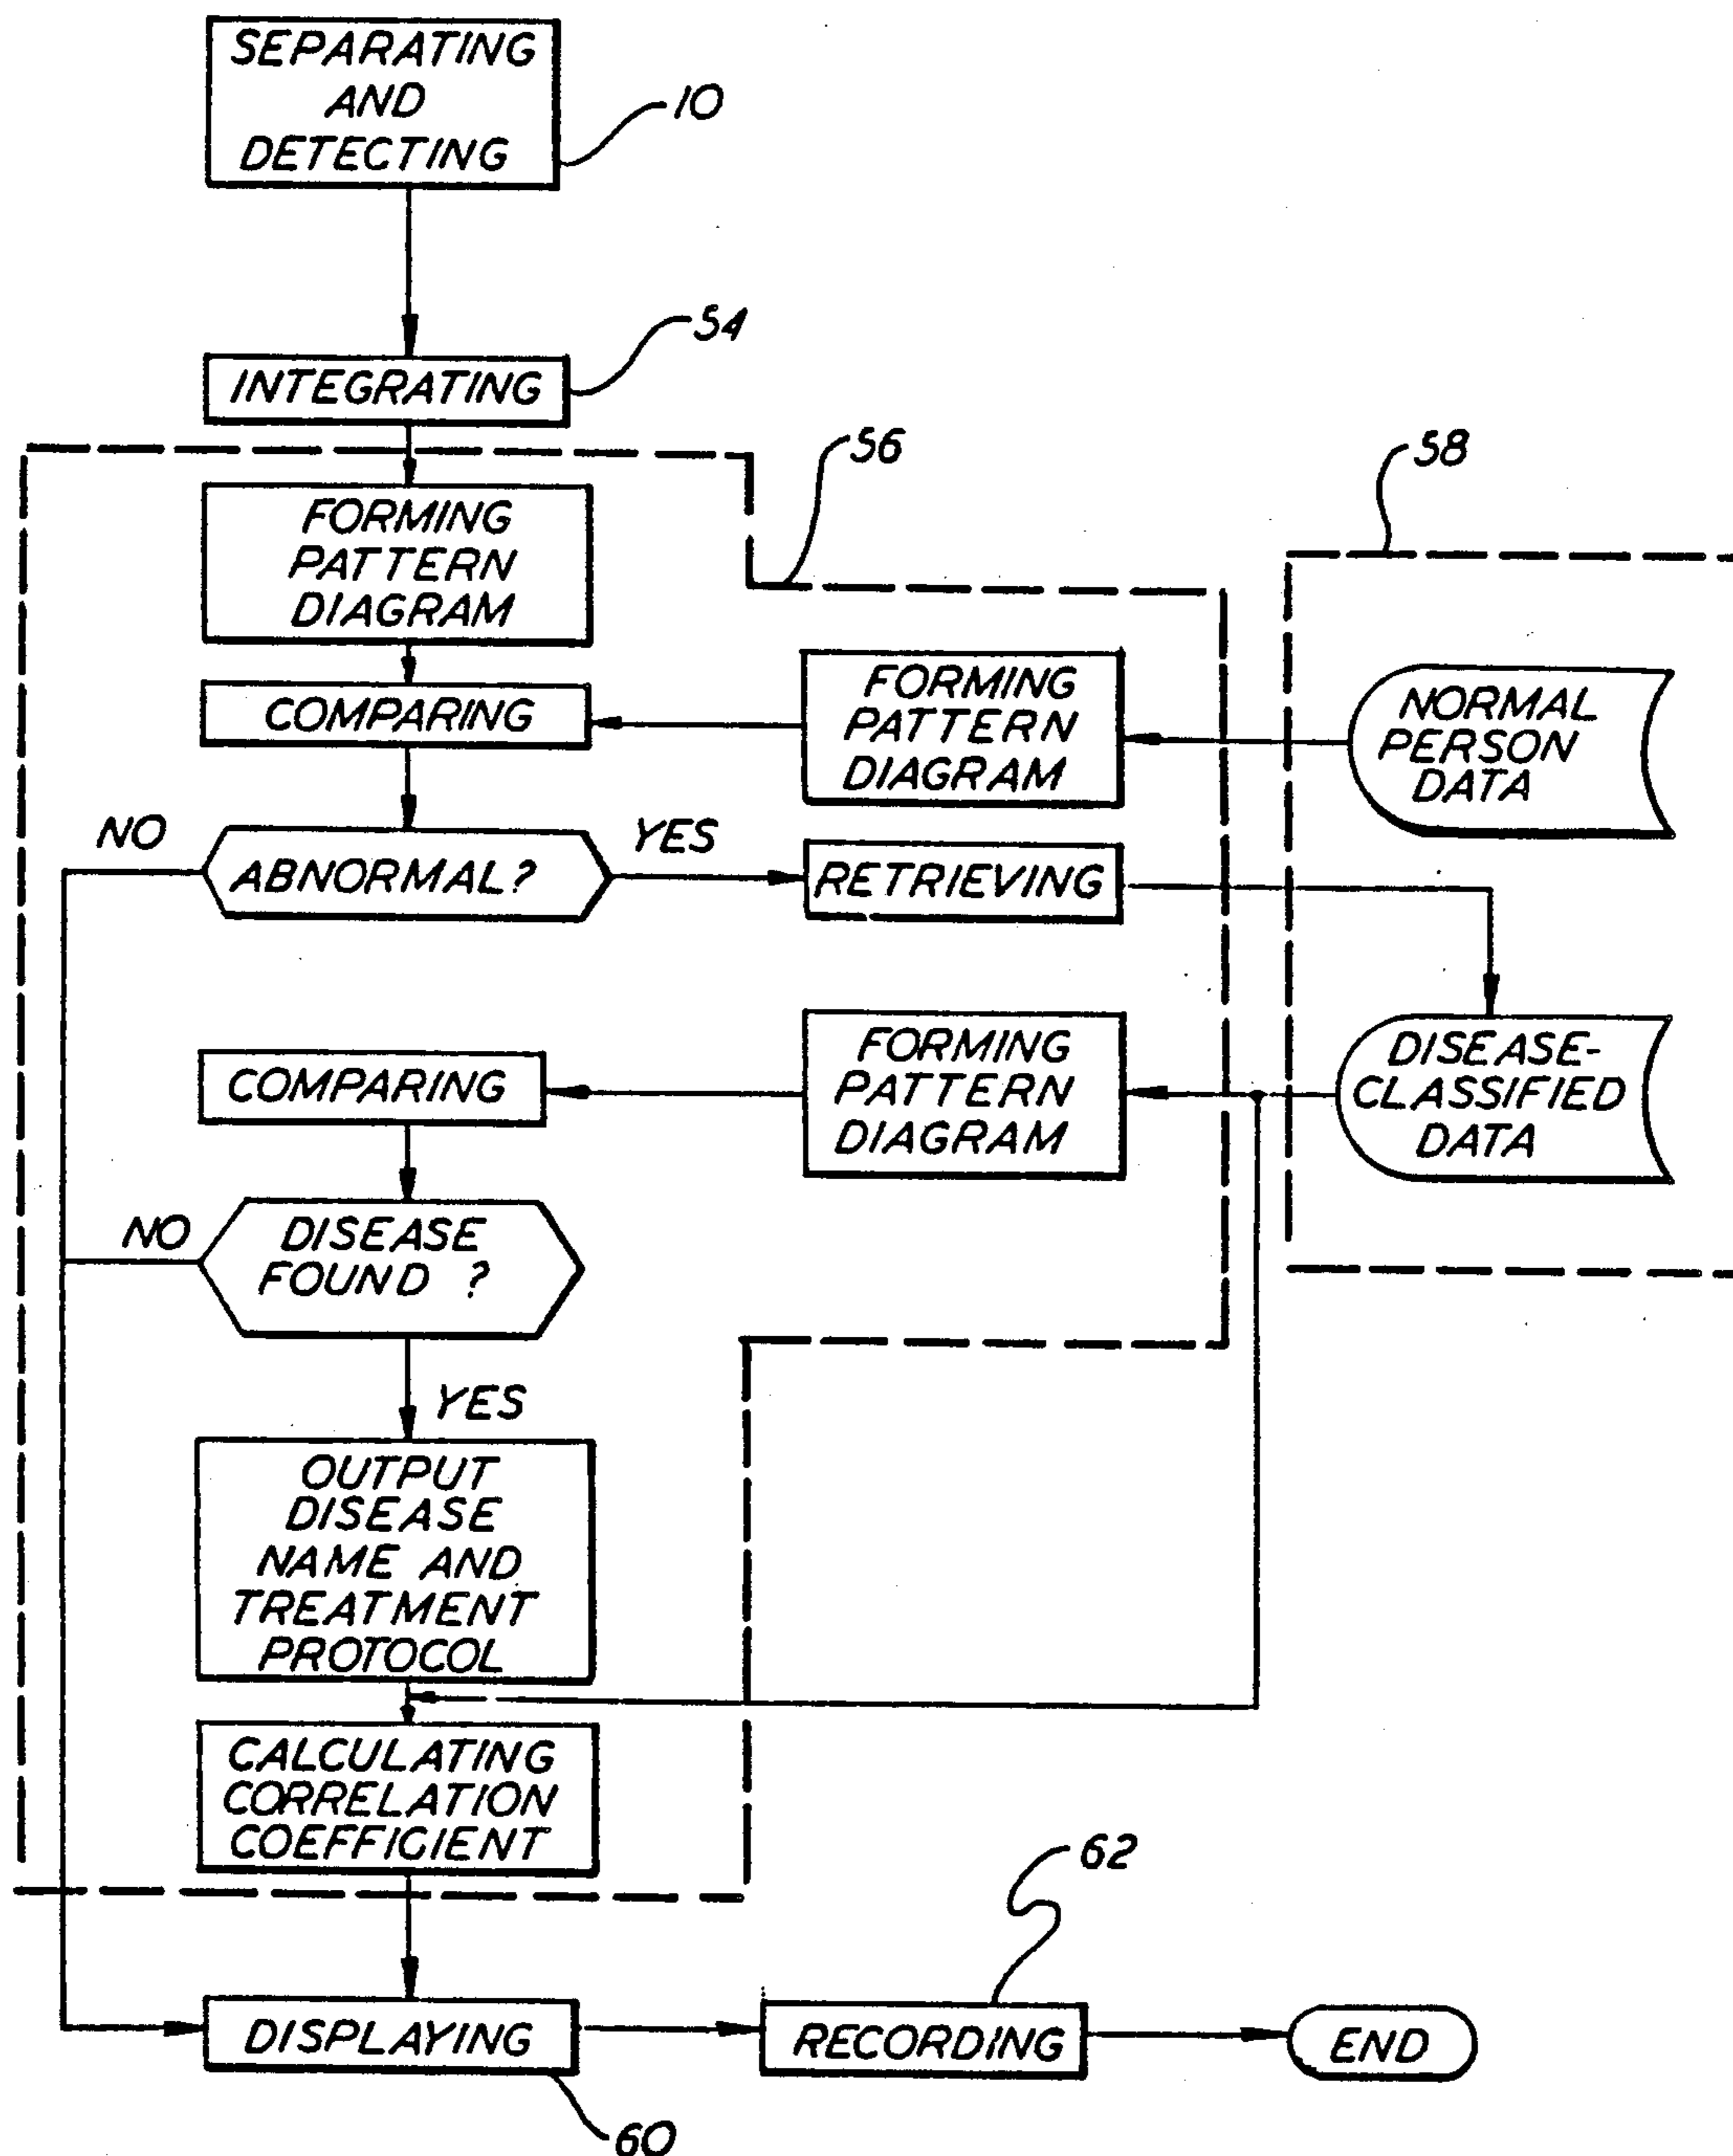 SEPARATING
AND
DETECTING
10
54
INTEGRATING
56
58
FORMING
PATTERN
DIAGRAM
COMPARING
FORMING
PATTERN
DIAGRAM
NORMAL
PERSON
DATA
NO
ABNORMAL?
YES
RETRIEVING
COMPARING
FORMING
PATTERN
DIAGRAM
DISEASE-
CLASSIFIED
DATA
NO
DISEASE
FOUND ?
YES
OUTPUT
DISEASE
NAME AND
TREATMENT
PROTOCOL
CALCULATING
CORRELATION
COEFFIGIENT
62
DISPLAYING
RECORDING
END
60